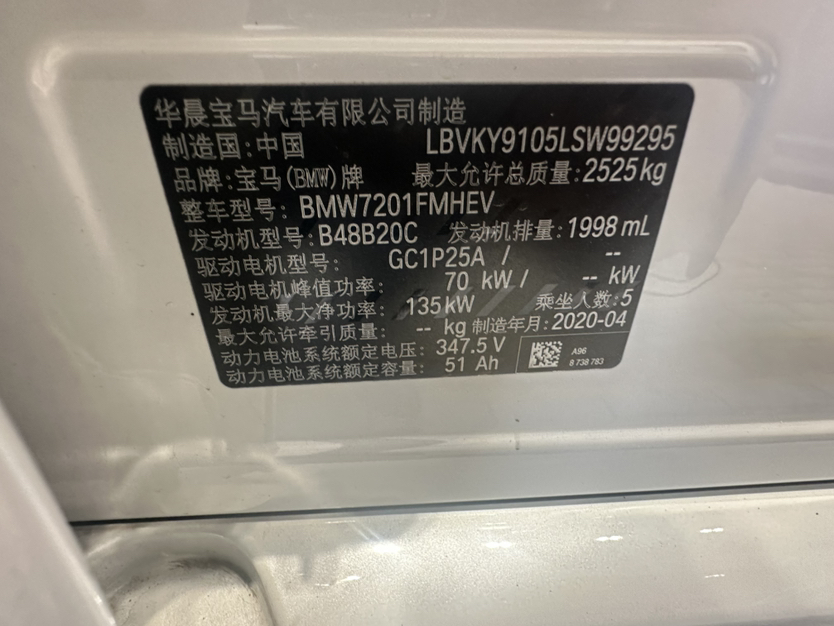 华晨宝马汽车有限公司制造
制造国:中国 LBVKY9105LSW99295
品牌:宝马(BMW)牌 最大允许总质量:2525kg
整车型号: BMW7201FMHEV
发动机型号: B48B20C 发动机排量:1998 mL
驱动电机型号: GC1P25A / --
驱动电机峰值功率: 70 kW / -- kW
发动机最大净功率: 135kW 乘坐人数:5
最大允许牵引质量: -- kg 制造年月:2020-04
动力电池系统额定电压: 347.5 V
动力电池系统额定容量: 51 Ah
A96
8 738 783